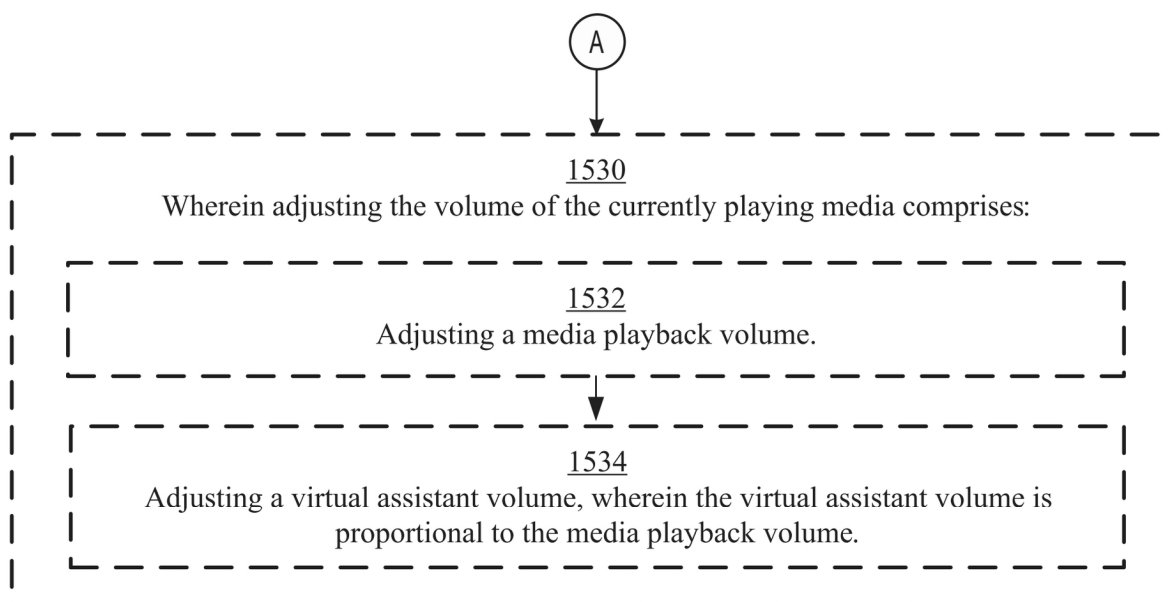 A
1530
Wherein adjusting the volume of the currently playing media comprises:
1532
Adjusting a media playback volume.
1534
Adjusting a virtual assistant volume, wherein the virtual assistant volume is
proportional to the media playback volume.